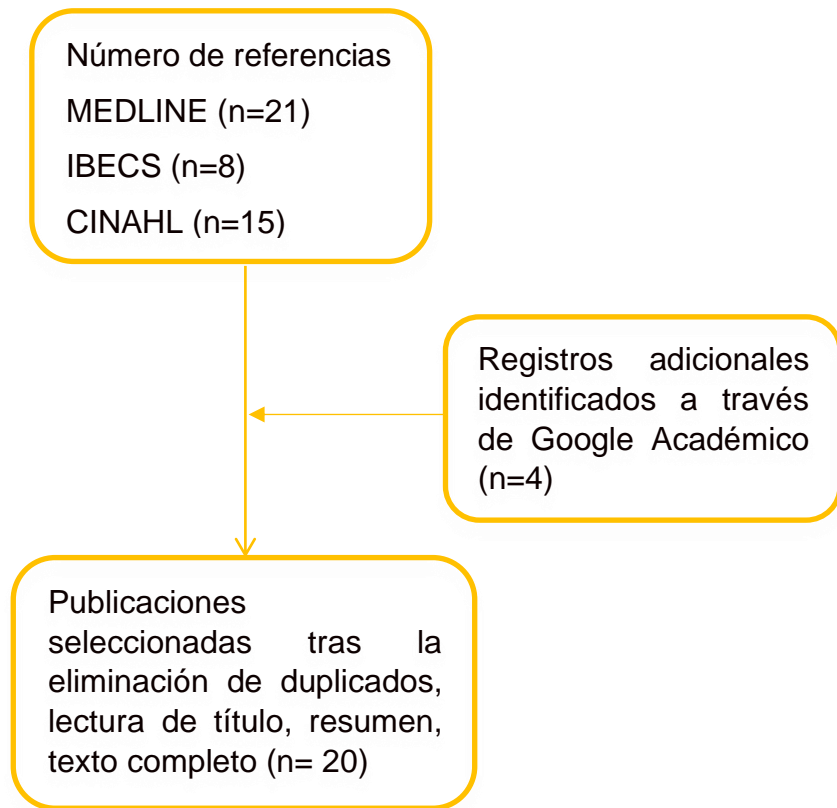 Número de referencias
MEDLINE (n=21)
IBECS (n=8)
CINAHL (n=15)
Registros adicionales
identificados a través
de Google Académico
(n=4)
Publicaciones
seleccionadas tras la
eliminación de duplicados,
lectura de título, resumen,
texto completo (n= 20)